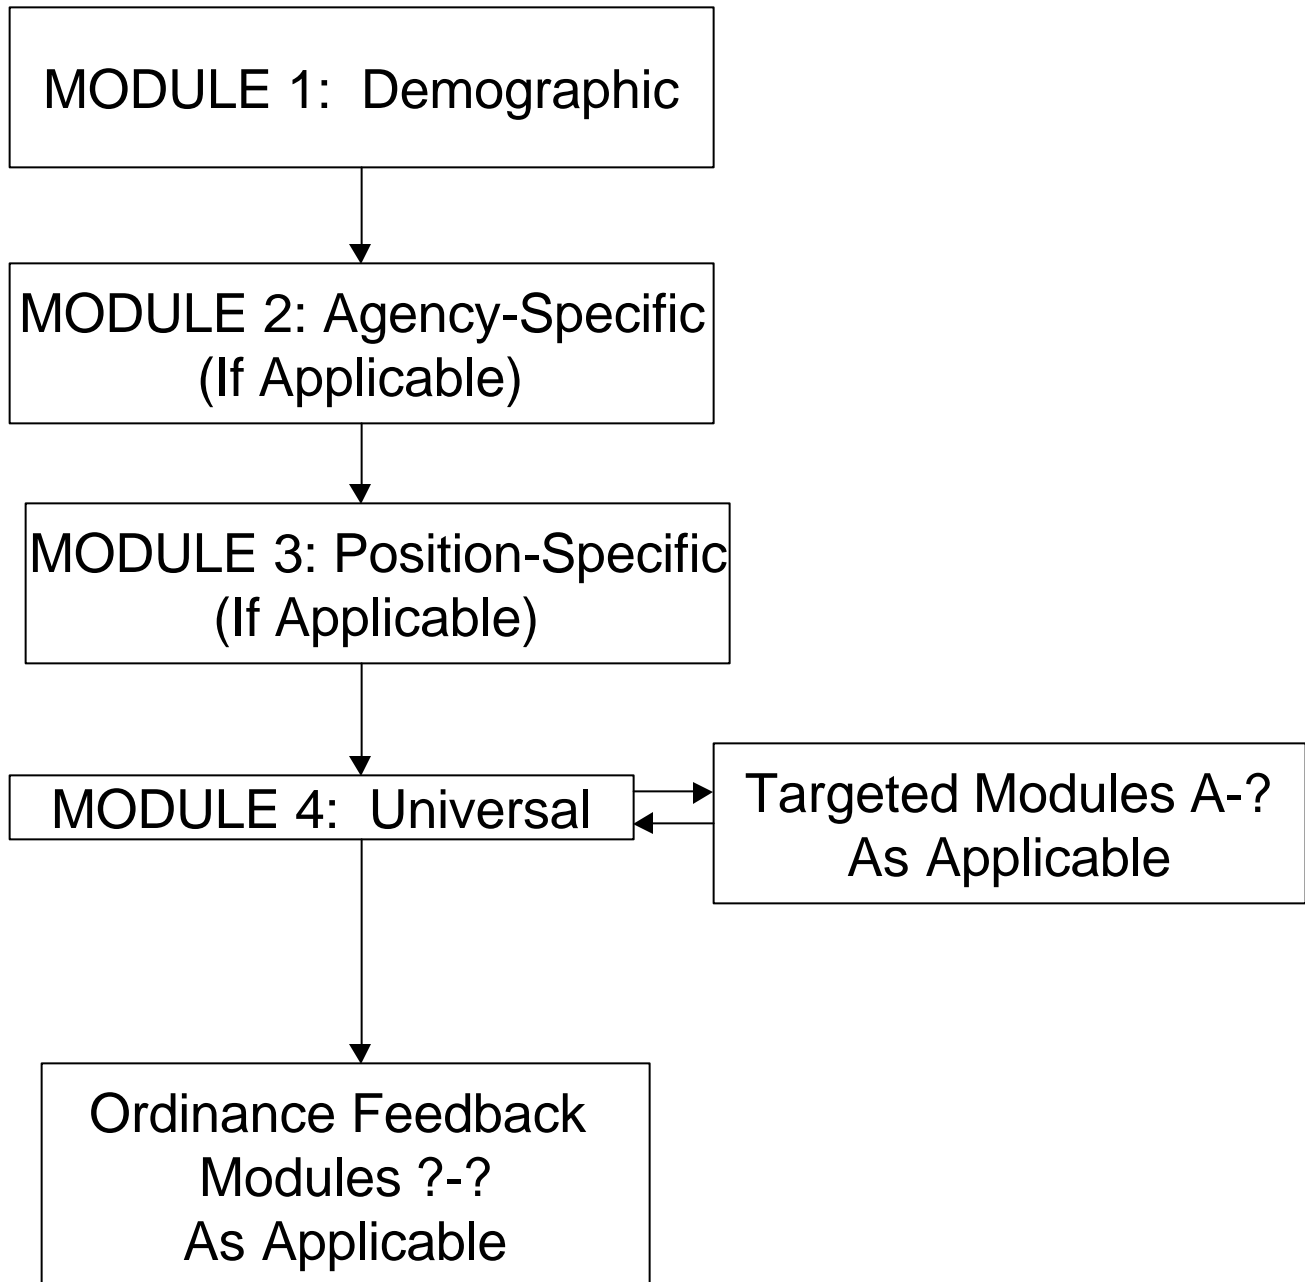 MODULE 1:  Demographic
MODULE 2: Agency-Specific
(If Applicable)
MODULE 3: Position-Specific
(If Applicable)
MODULE 4:  Universal
Targeted Modules A-?
As Applicable
Ordinance Feedback
Modules ?-?
As Applicable